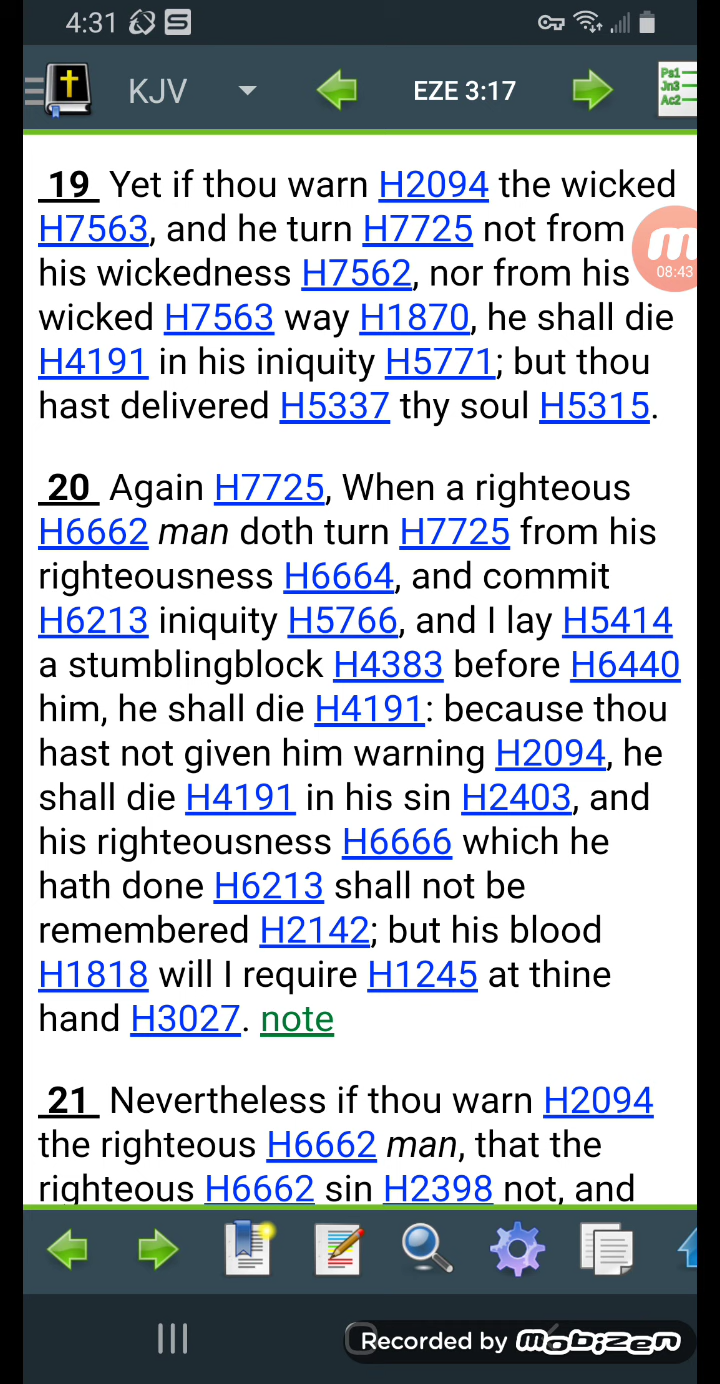 4:31
KJV
EZE 3:17
Ps1
Jn3
Ac2
19 Yet if thou warn H2094 the wicked
H7563, and he turn H7725 not from
his wickedness H7562, nor from his
wicked H7563 way H1870, he shall die
H4191 in his iniquity H5771; but thou
hast delivered H5337 thy soul H5315.
m
08:43
20 Again H7725, When a righteous
H6662 man doth turn H7725 from his
righteousness H6664, and commit
H6213 iniquity H5766, and I lay H5414
a stumblingblock H4383 before H6440
him, he shall die H4191: because thou
hast not given him warning H2094, he
shall die H4191 in his sin H2403, and
his righteousness H6666 which he
hath done H6213 shall not be
remembered H2142; but his blood
H1818 will I require H1245 at thine
hand H3027. note
21 Nevertheless if thou warn H2094
the righteous H6662 man, that the
righteous H6662 sin H2398 not, and
Recorded by Mobizen